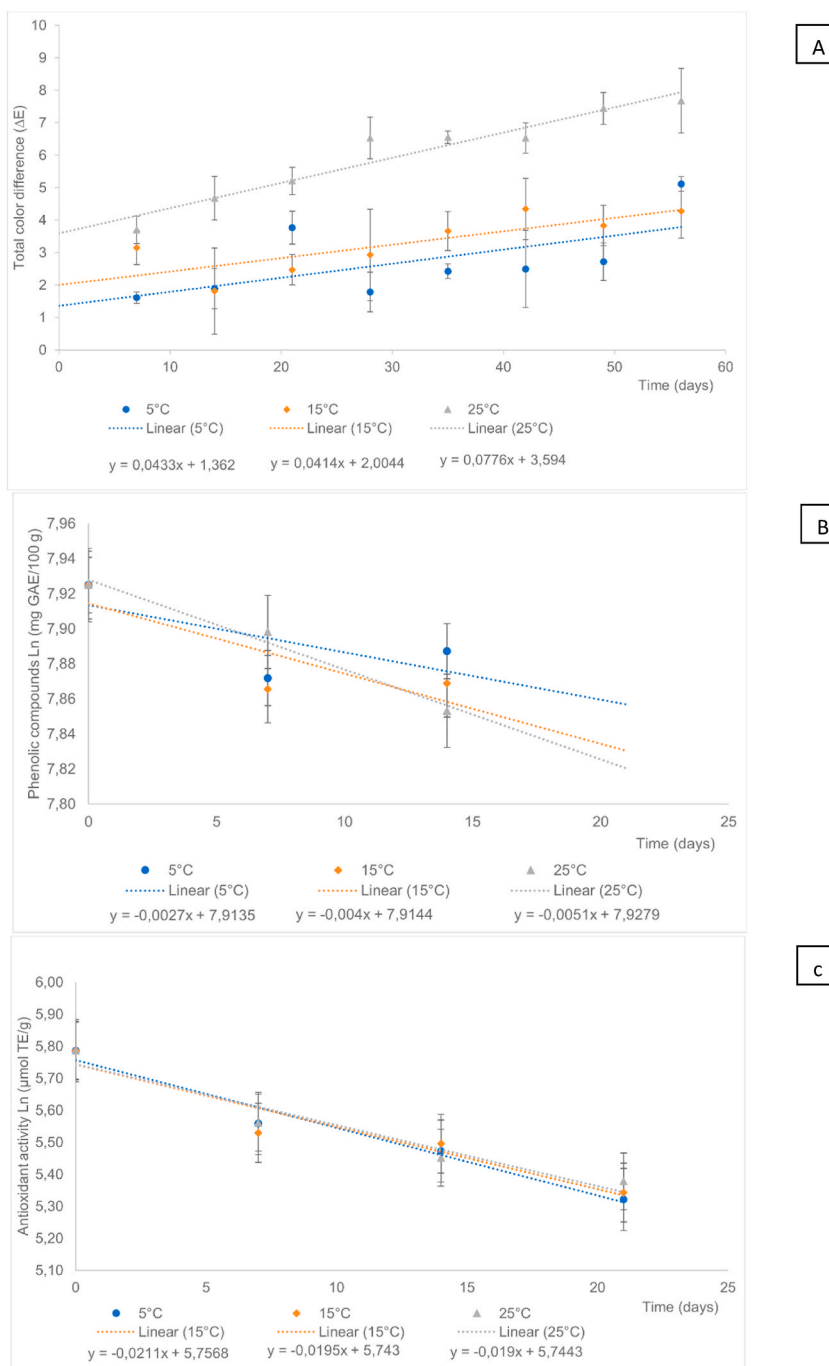 A
Total color difference (ΔE)
10
9
8
7
6
5
4
3
2
1
0
0 10 20 30 40 50 60
Time (days)
5°C 15°C 25°C
Linear (5°C) Linear (15°C) Linear (25°C)
y = 0,0433x + 1,362 y = 0,0414x + 2,0044 y = 0,0776x + 3,594
B
Phenolic compounds Ln (mg GAE/100 g)
7,96
7,94
7,92
7,90
7,88
7,86
7,84
7,82
7,80
0 5 10 15 20 25
Time (days)
5°C 15°C 25°C
Linear (5°C) Linear (15°C) Linear (25°C)
y = -0,0027x + 7,9135 y = -0,004x + 7,9144 y = -0,0051x + 7,9279
c
Antioxidant activity Ln (µmol TE/g)
6,00
5,90
5,80
5,70
5,60
5,50
5,40
5,30
5,20
5,10
0 5 10 15 20 25
Time (days)
5°C 15°C 25°C
Linear (15°C) Linear (15°C) Linear (25°C)
y = -0,0211x + 5,7568 y = -0,0195x + 5,743 y = -0,019x + 5,7443